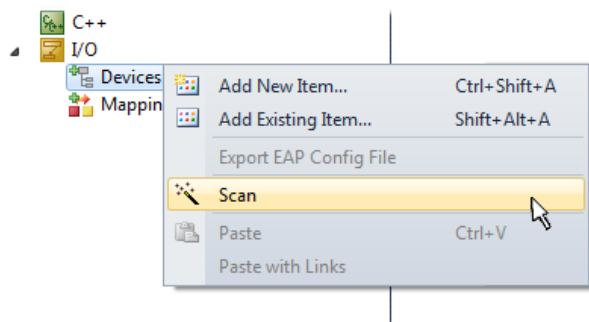 C++
I/O
Devices
Mappin
Add New Item... Ctrl+Shift+A
Add Existing Item... Shift+Alt+A
Export EAP Config File
Scan
Paste Ctrl+V
Paste with Links